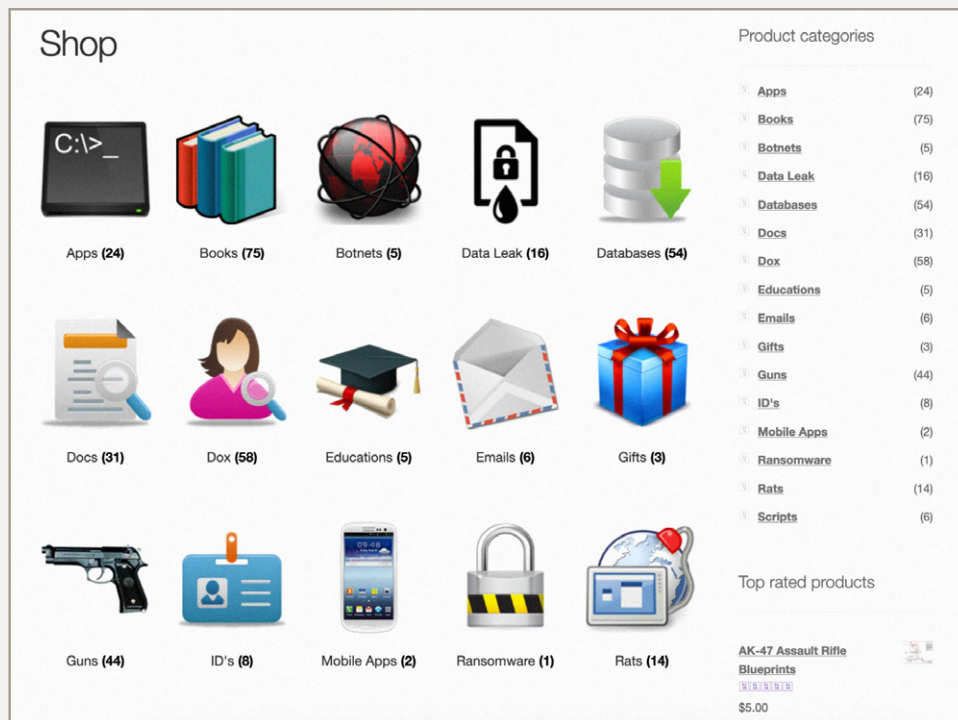 Shop
C:\>_
Apps (24)
Books (75)
Botnets (5)
Data Leak (16)
Databases (54)
Docs (31)
Dox (58)
Educations (5)
Emails (6)
Gifts (3)
09:48
Guns (44)
ID's (8)
Mobile Apps (2)
Ransomware (1)
Rats (14)
Product categories
Apps (24)
Books (75)
Botnets (5)
Data Leak (16)
Databases (54)
Docs (31)
Dox (58)
Educations (5)
Emails (6)
Gifts (3)
Guns (44)
ID's (8)
Mobile Apps (2)
Ransomware (1)
Rats (14)
Scripts (6)
Top rated products
AK-47 Assault Rifle
Blueprints
$5.00